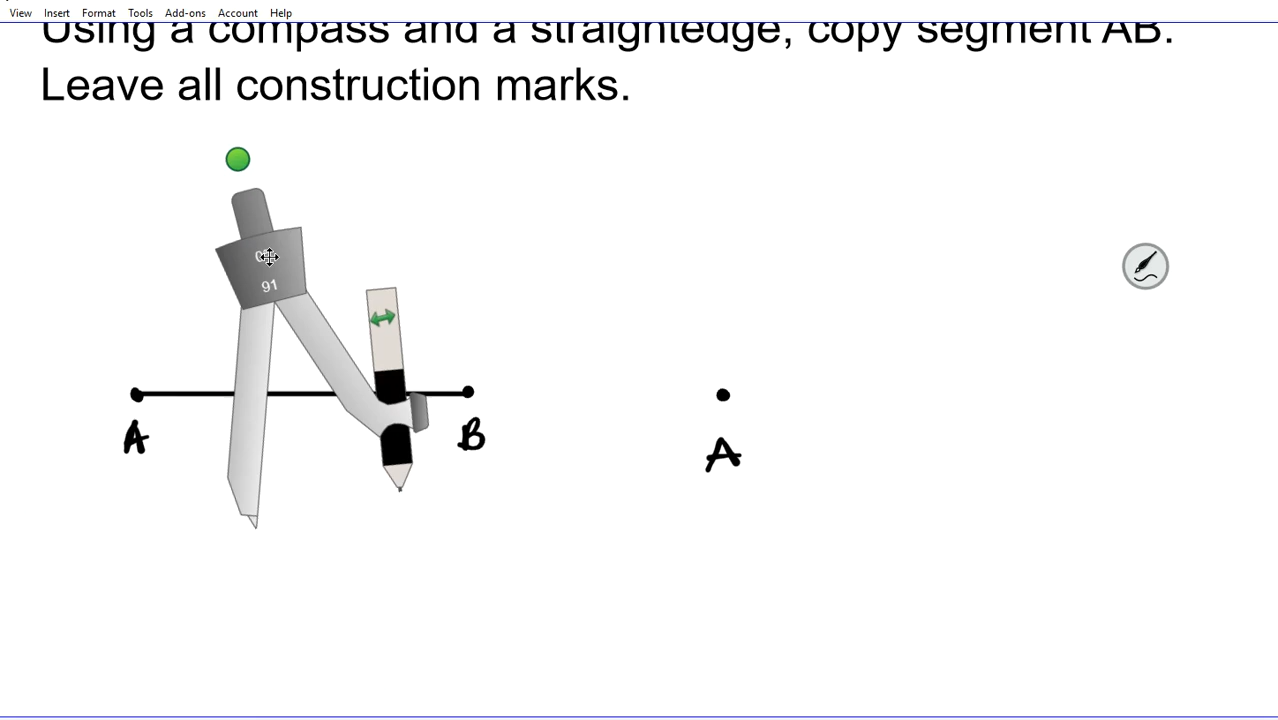 View Insert Format Tools Add-ons Account Help
Using a compass and a straightedge, copy segment AB.
Leave all construction marks.
91
A B A